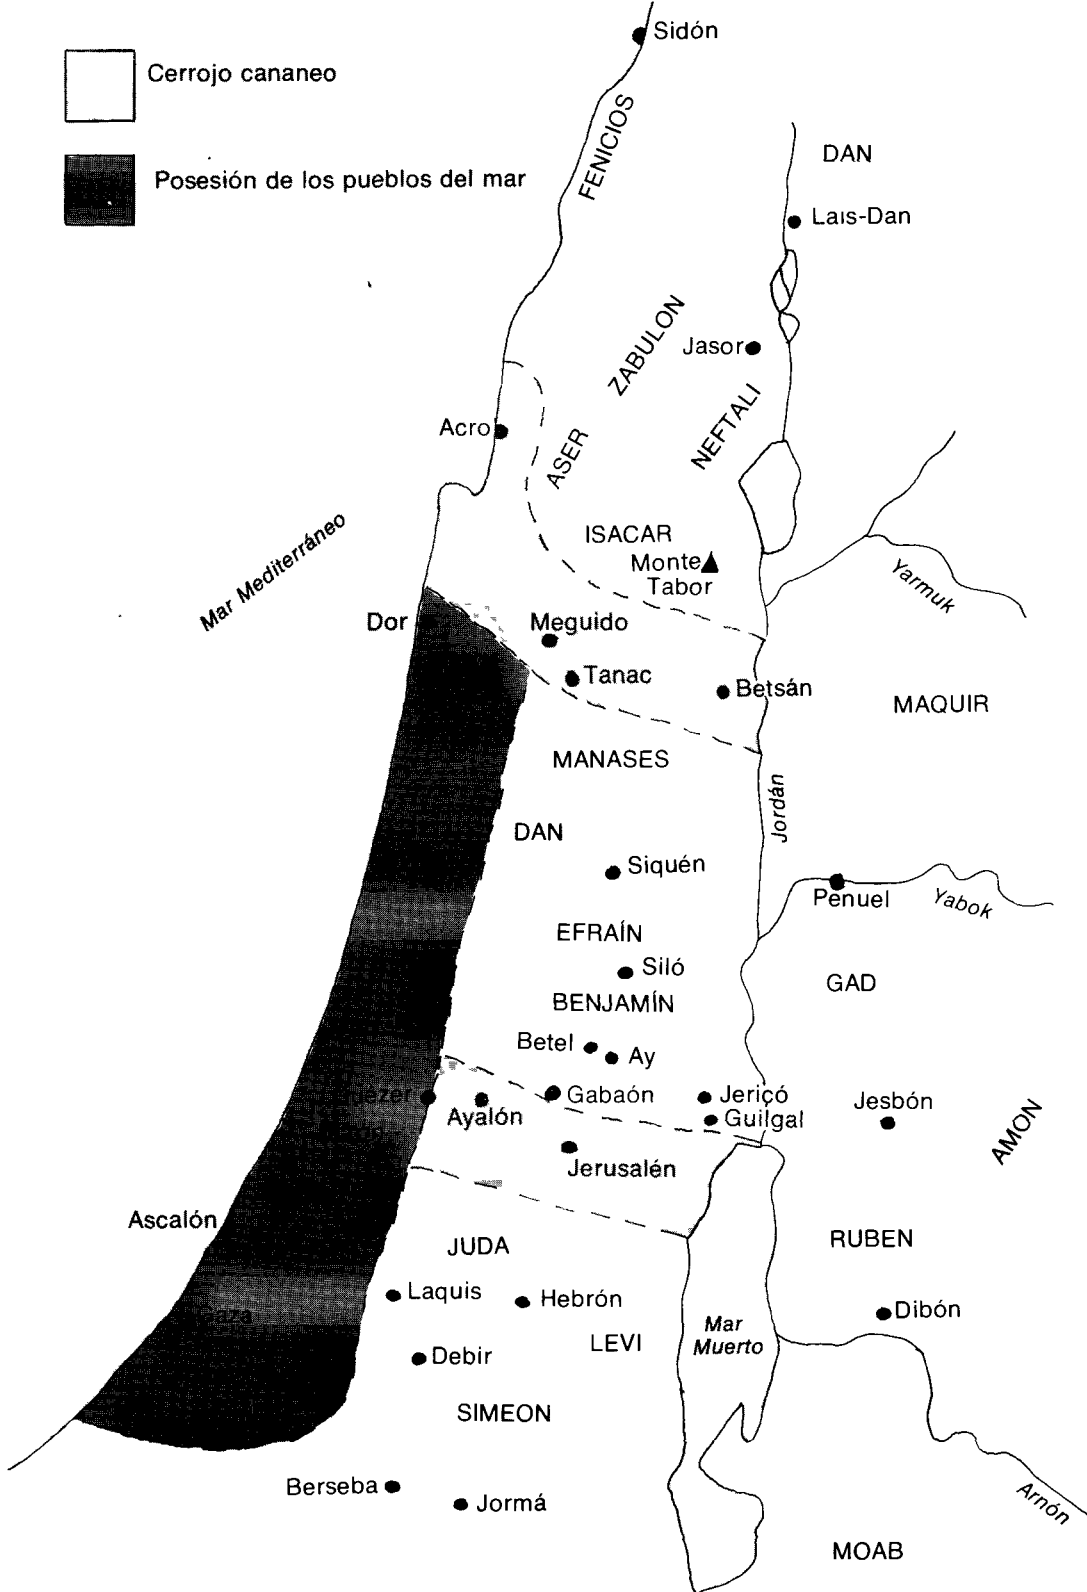 Sidón
Cerrojo cananeo
Posesión de los pueblos del mar
FENICIOS
DAN
Lais-Dan
ZABULON
Jasor
NEFTALI
Acro
ASER
Mar Mediterráneo
ISACAR
Monte
Tabor
Yarmuk
Dor
Meguido
Tanac
Betsán
MAQUIR
MANASES
Jordán
DAN
Siquén
Penuel
Yabok
EFRAÍN
Siló
GAD
BENJAMÍN
Betel
Ay
Jezer
Ayalón
Gabaón
Jericó
Guilgal
Jesbón
AMON
Jerusalén
Ascalón
JUDA
RUBEN
Laquis
Hebrón
Dibón
Gaza
Mar
Muerto
LEVI
Debir
SIMEON
Berseba
Jormá
Arnón
MOAB